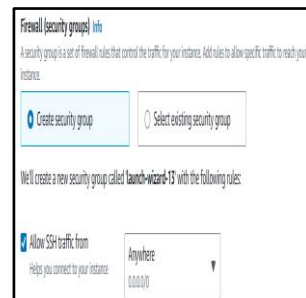 Firewall (security groups) Info
A security group is a set of firewall rules that control the traffic for your instance. Add rules to allow specific traffic to reach your
instance.
Create security group
Select existing security group
We'll create a new security group called 'launch-wizard-13' with the following rules:
Allow SSH traffic from
Helps you connect to your instance
Anywhere
0.0.0.0/0